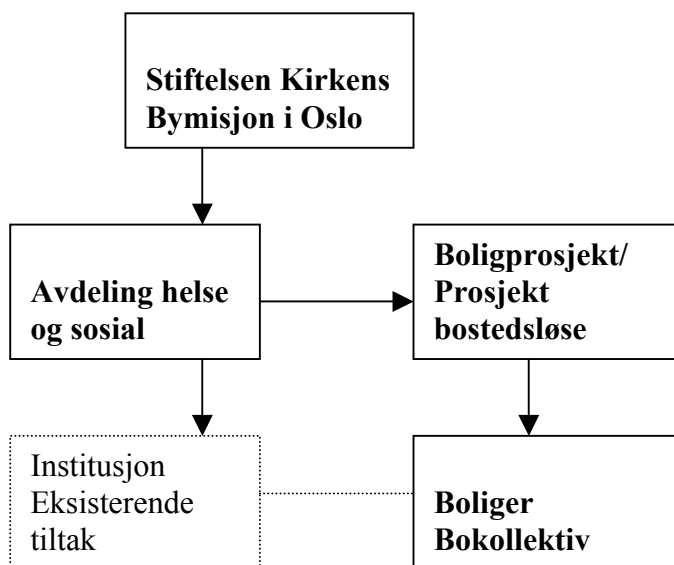 Stiftelsen Kirkens
Bymisjon i Oslo
Avdeling helse
og sosial
Boligprosjekt/
Prosjekt
bostedsløse
Institusjon
Eksisterende
tiltak
Boliger
Bokollektiv